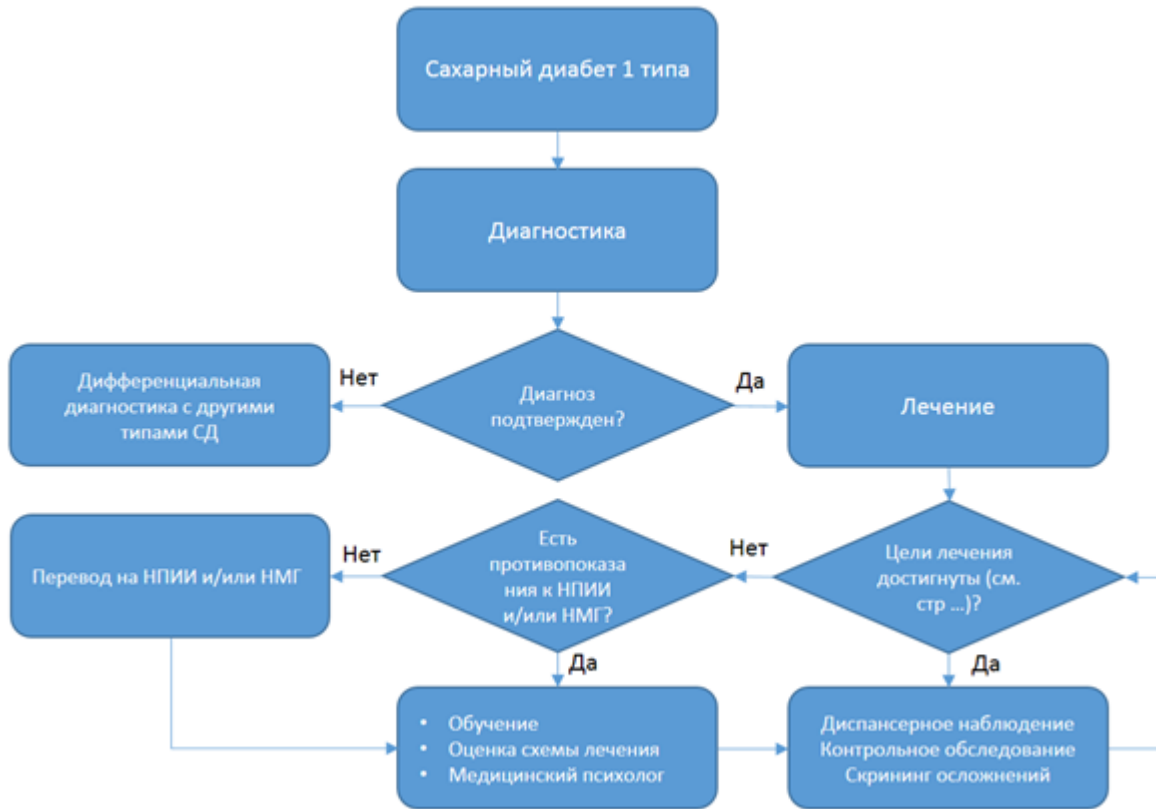 Сахарный диабет 1 типа
Диагностика
Диагноз
подтвержден?
Нет
Да
Дифференциальная
диагностика с другими
типами СД
Лечение
Цели лечения
достигнуты (см.
стр ...)?
Нет
Да
Есть
противопоказа
ния к НПИИ
и/или НМГ?
Нет
Да
Перевод на НПИИ и/или НМГ
• Обучение
• Оценка схемы лечения
• Медицинский психолог
Диспансерное наблюдение
Контрольное обследование
Скрининг осложнений